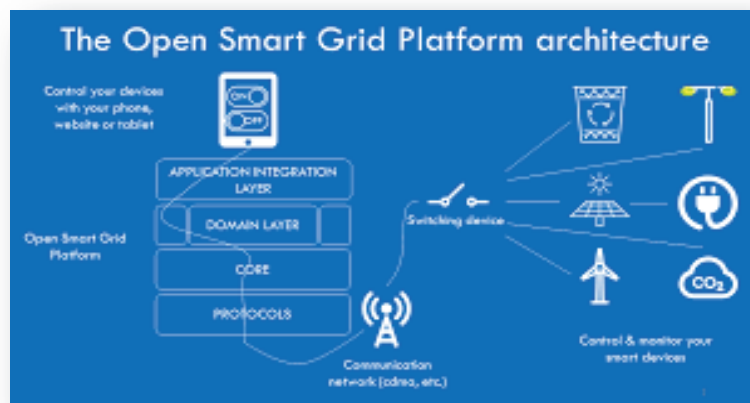 The Open Smart Grid Platform architecture
Control your devices
with your phone,
website or tablet
ON
OFF
APPLICATION INTEGRATION
LAYER
DOMAIN LAYER
Open Smart Grid
Platform
CORE
PROTOCOLS
Communication
network (cdma, etc.)
Switching device
CO2
Control & monitor your
smart devices
1